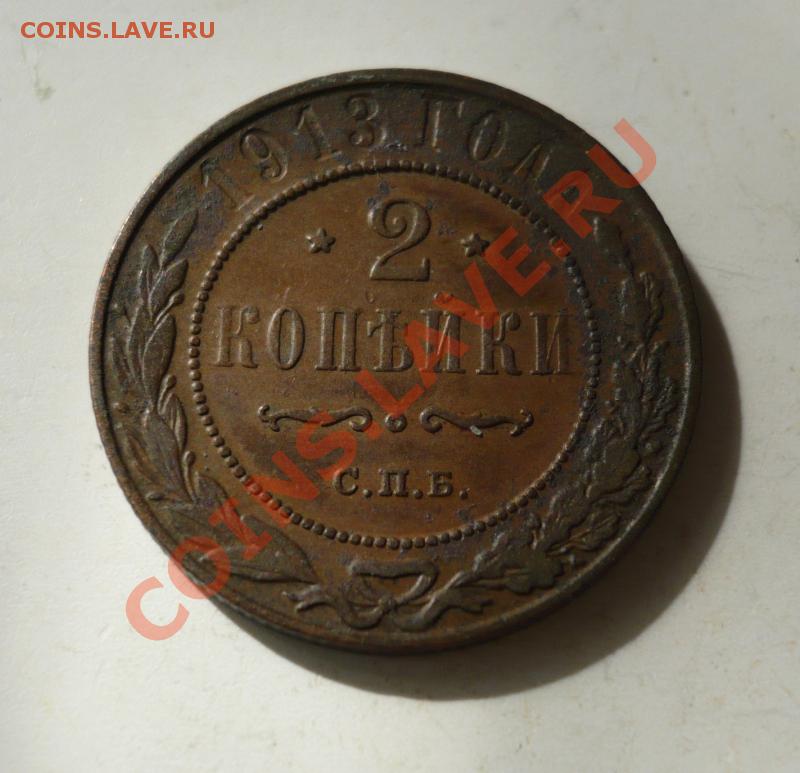 COINS.LAVE.RU
1913 ГОДА
2
КОПѢЙКИ
С.П.Б.
COINS.LAVE.RU